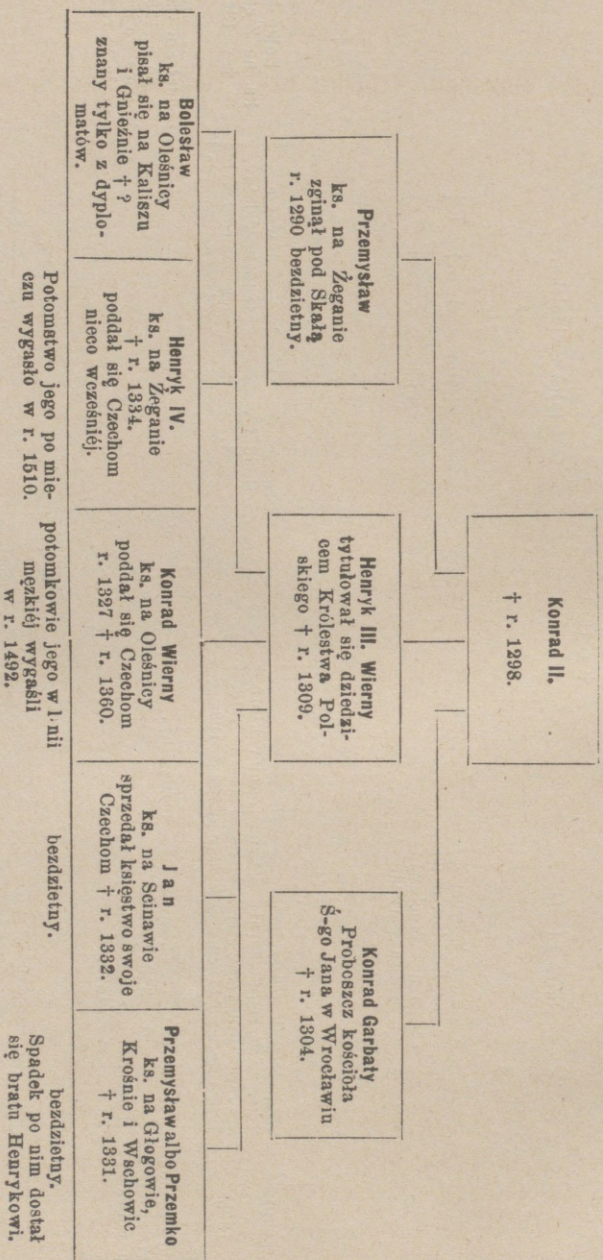 Konrad II.
† r. 1298.
Przemysław
ks. na Żeganie
zginął pod Skałą
r. 1290 bezdzietny.
Henryk III. Wierny
tytułował się dziedzi-
cem Królestwa Pol-
skiego † r. 1309.
Konrad Garbaty
Proboszcz kościoła
Ś-go Jana w Wrocławiu
† r. 1304.
Bolesław
ks. na Oleśnicy
pisał się na Kaliszu
i Gnieźnie † ?
znany tylko z dyplo-
matów.
Henryk IV.
ks. na Żeganie
† r. 1334.
poddał się Czechom
nieco wcześniéj.
Konrad Wierny
ks. na Oleśnicy
poddał się Czechom
r. 1327 † r. 1360.
Jan
ks. na Scinawie
sprzedał księstwo swoje
Czechom † r. 1332.
Przemysław albo Przemko
ks. na Głogowie,
Krośnie i Wschowie
† r. 1331.
Potomstwo jego po mie-
czu wygasło w r. 1510.
potomkowie jego w linii
męzkiéj wygaśli
w r. 1492.
bezdzietny.
bezdzietny.
Spadek po nim dostał
się bratu Henrykowi.